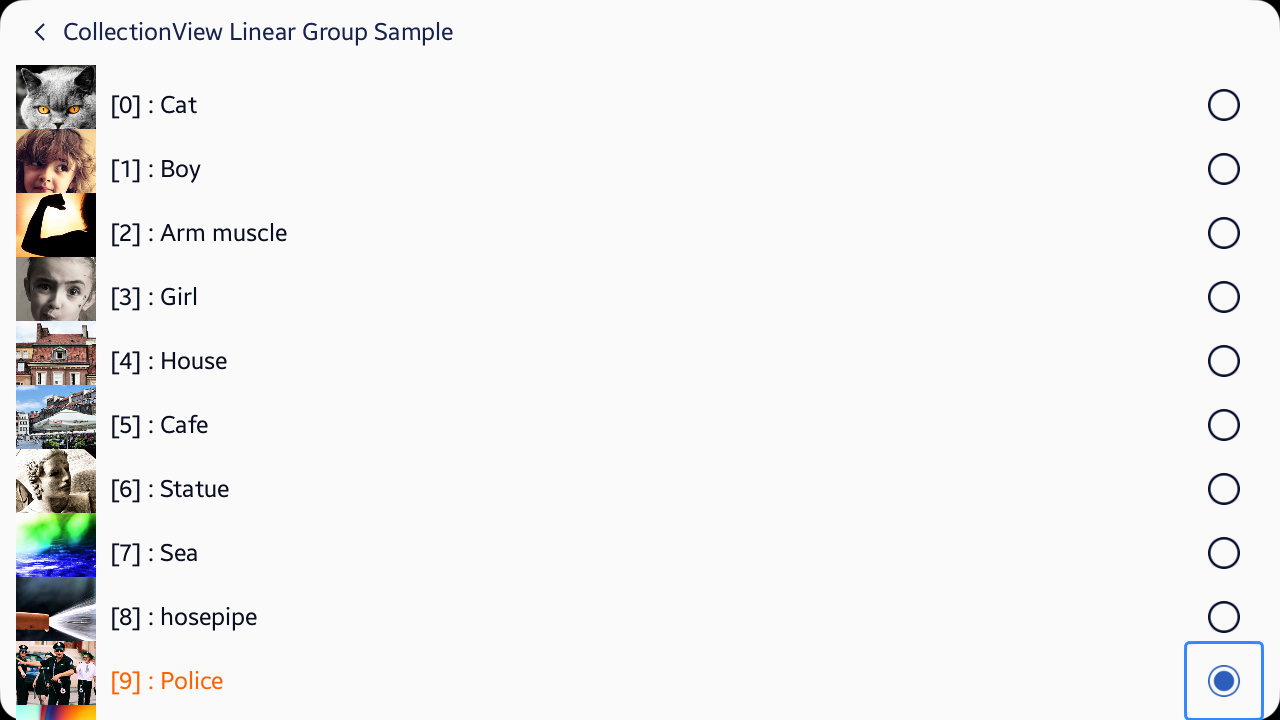 CollectionView Linear Group Sample
[0] : Cat
[1] : Boy
[2] : Arm muscle
[3] : Girl
[4] : House
[5] : Cafe
[6] : Statue
[7] : Sea
[8] : hosepipe
[9] : Police